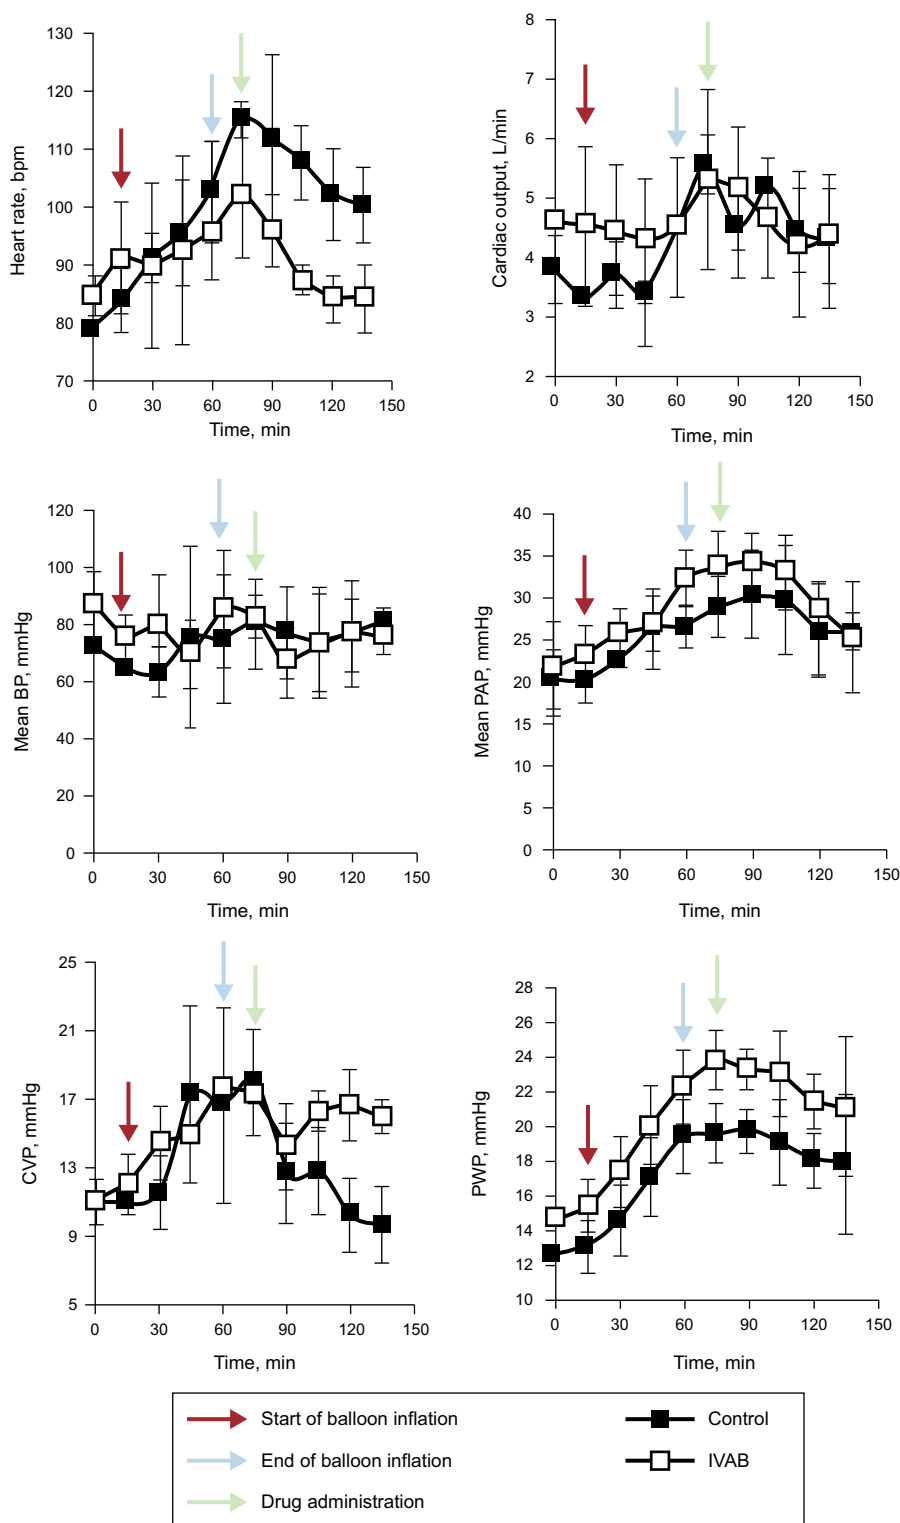 Heart rate, bpm
130
120
110
100
90
80
70
0 30 60 90 120 150
Time, min
Cardiac output, L/min
8
7
6
5
4
3
2
0 30 60 90 120 150
Time, min
Mean BP, mmHg
120
100
80
60
40
20
0
0 30 60 90 120 150
Time, min
Mean PAP, mmHg
40
35
30
25
20
15
10
5
0
0 30 60 90 120 150
Time, min
CVP, mmHg
25
21
17
13
9
5
0 30 60 90 120 150
Time, min
PWP, mmHg
28
26
24
22
20
18
16
14
12
10
0 30 60 90 120 150
Time, min
Start of balloon inflation
End of balloon inflation
Drug administration
Control
IVAB